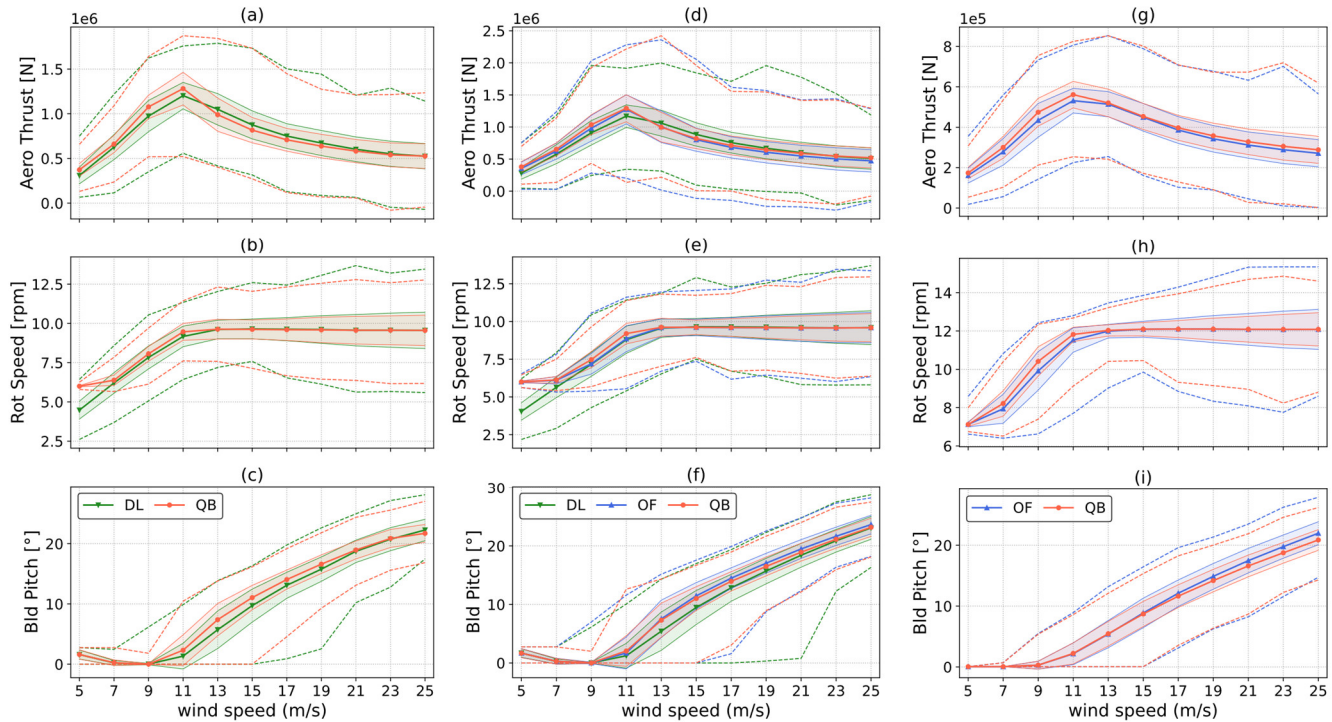 (a)
1e6
Aero Thrust [N]
1.5
1.0
0.5
0.0
(d)
1e6
Aero Thrust [N]
2.5
2.0
1.5
1.0
0.5
0.0
(g)
1e5
Aero Thrust [N]
8
6
4
2
0
(b)
Rot Speed [rpm]
12.5
10.0
7.5
5.0
2.5
(e)
Rot Speed [rpm]
12.5
10.0
7.5
5.0
2.5
(h)
Rot Speed [rpm]
14
12
10
8
6
(c)
DL QB
Bld Pitch [°]
20
10
0
5 7 9 11 13 15 17 19 21 23 25
wind speed (m/s)
(f)
DL OF QB
Bld Pitch [°]
30
20
10
0
5 7 9 11 13 15 17 19 21 23 25
wind speed (m/s)
(i)
OF QB
Bld Pitch [°]
20
10
0
5 7 9 11 13 15 17 19 21 23 25
wind speed (m/s)